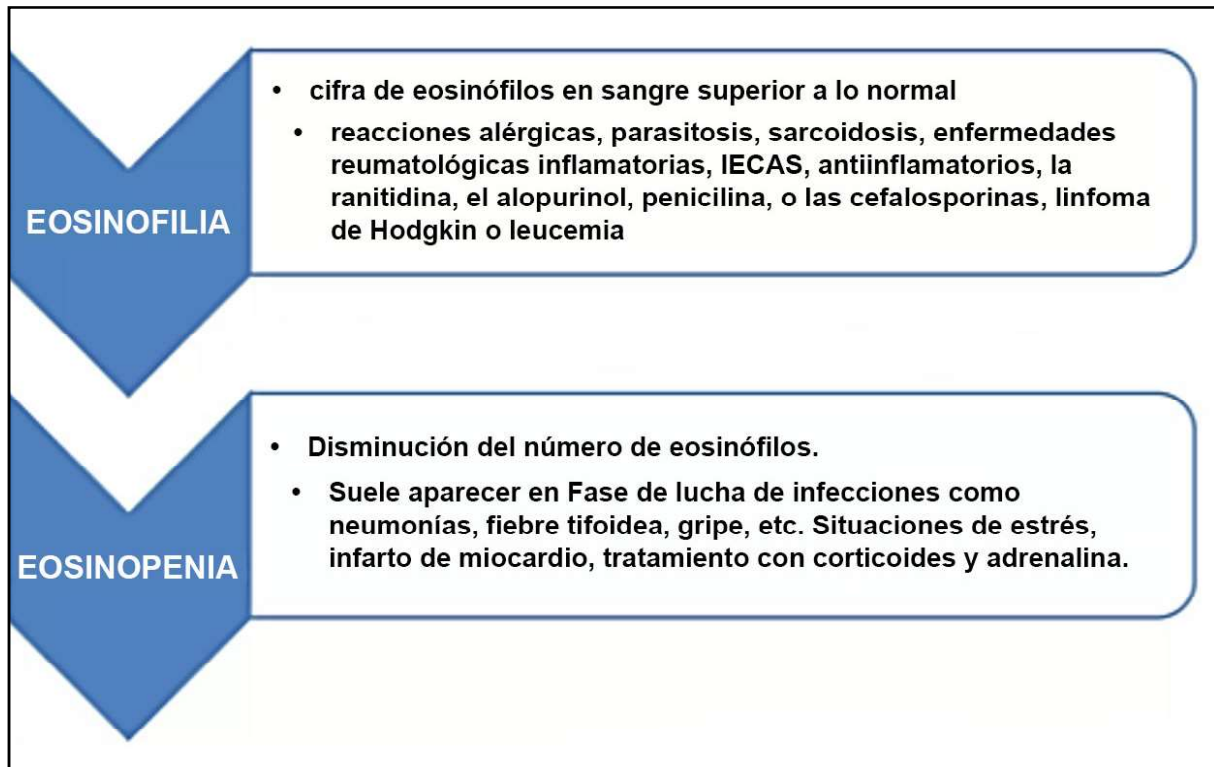 EOSINOFILIA
• cifra de eosinófilos en sangre superior a lo normal
• reacciones alérgicas, parasitosis, sarcoidosis, enfermedades
reumatológicas inflamatorias, IECAS, antiinflamatorios, la
ranitidina, el alopurinol, penicilina, o las cefalosporinas, linfoma
de Hodgkin o leucemia
EOSINOPENIA
• Disminución del número de eosinófilos.
• Suele aparecer en Fase de lucha de infecciones como
neumonías, fiebre tifoidea, gripe, etc. Situaciones de estrés,
infarto de miocardio, tratamiento con corticoides y adrenalina.